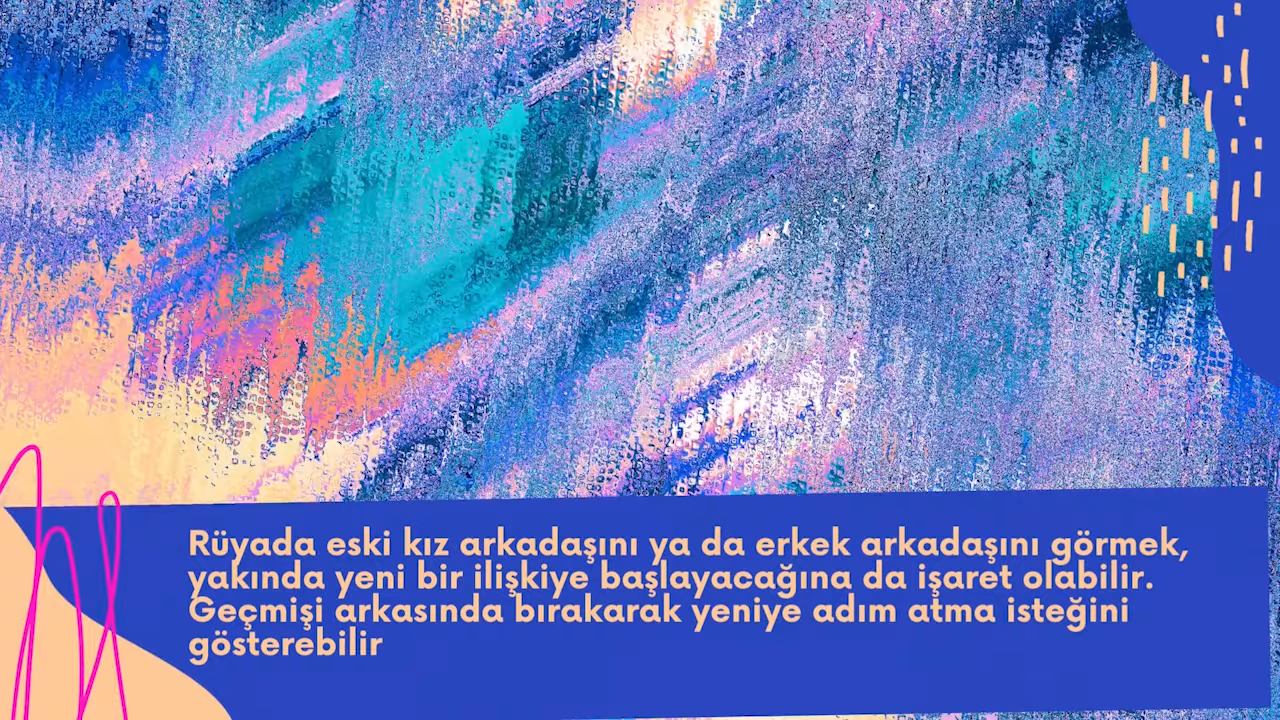 Rüyada eski kız arkadaşını ya da erkek arkadaşını görmek,
yakında yeni bir ilişkiye başlayacağına da işaret olabilir.
Geçmişi arkasında bırakarak yeniye adım atma isteğini
gösterebilir